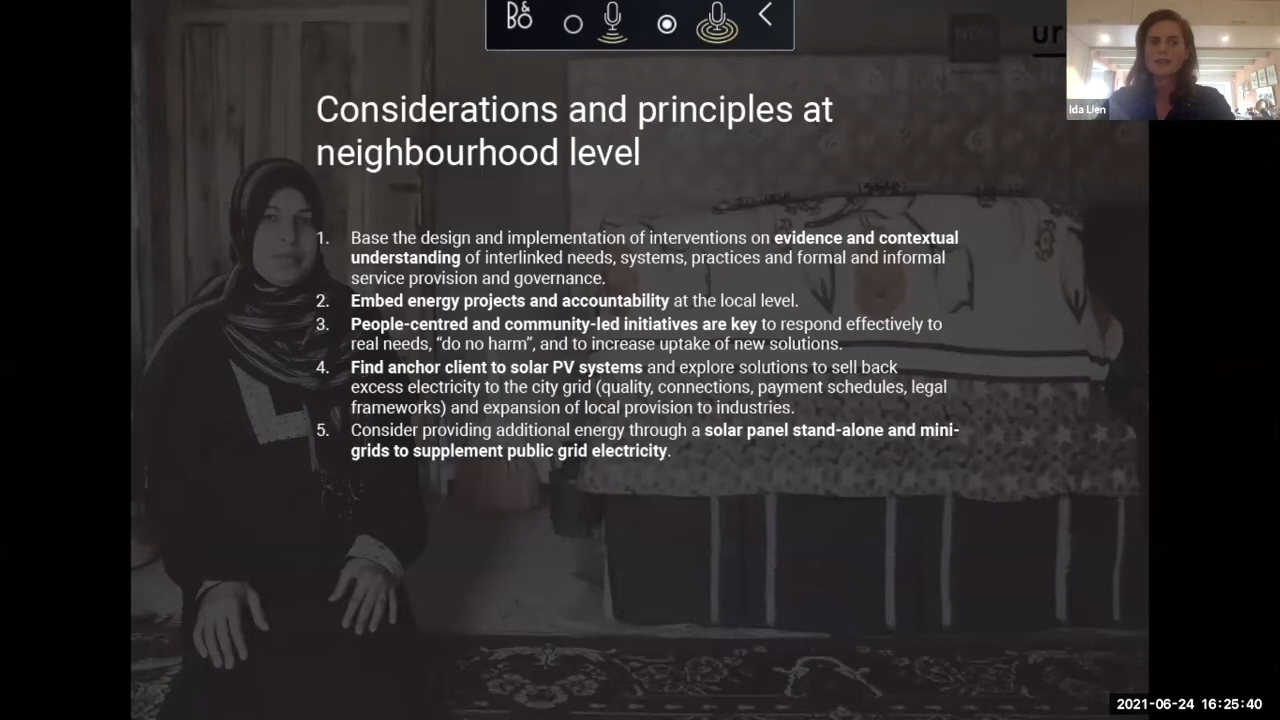 B&O
ur
Ida Lien
Considerations and principles at
neighbourhood level
1. Base the design and implementation of interventions on evidence and contextual
understanding of interlinked needs, systems, practices and formal and informal
service provision and governance.
2. Embed energy projects and accountability at the local level.
3. People-centred and community-led initiatives are key to respond effectively to
real needs, “do no harm”, and to increase uptake of new solutions.
4. Find anchor client to solar PV systems and explore solutions to sell back
excess electricity to the city grid (quality, connections, payment schedules, legal
frameworks) and expansion of local provision to industries.
5. Consider providing additional energy through a solar panel stand-alone and mini-
grids to supplement public grid electricity.
2021-06-24 16:25:40